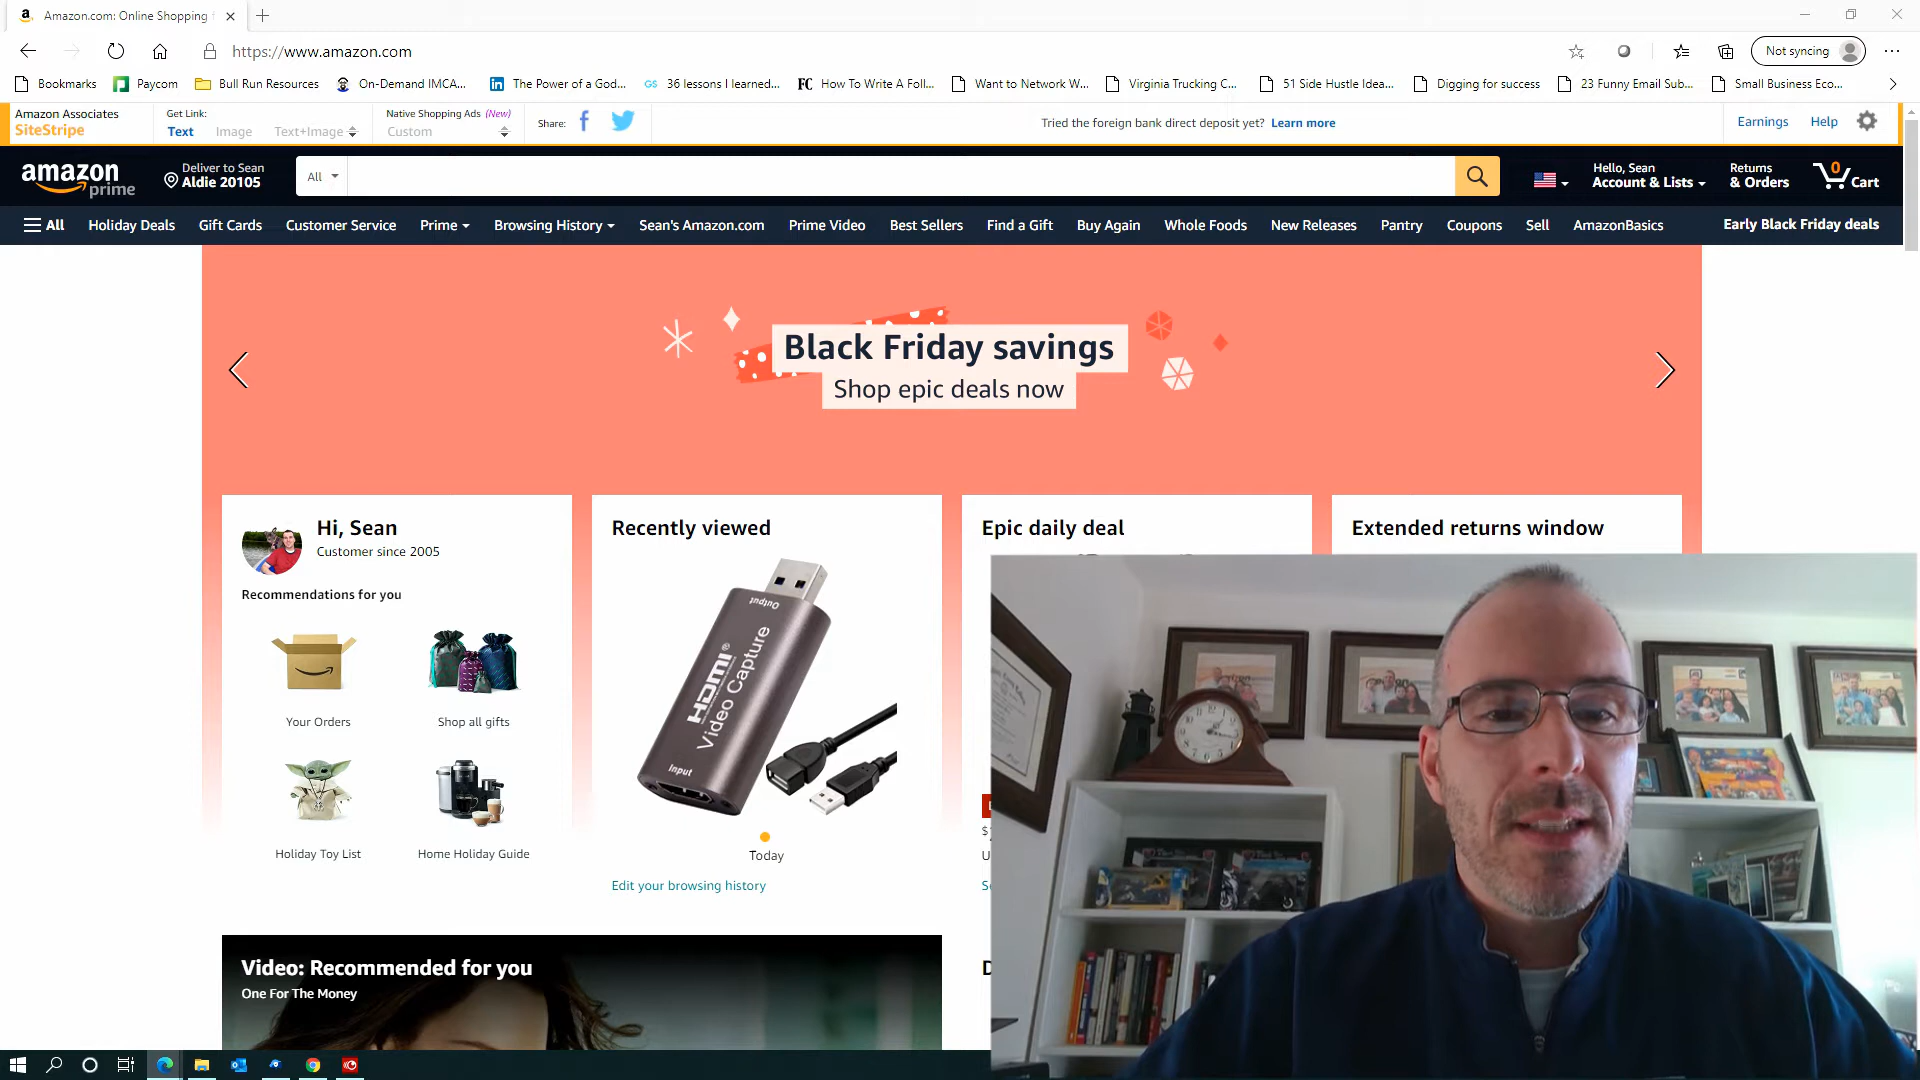 Amazon.com: Online Shopping f
https://www.amazon.com
Not syncing
Bookmarks
Paycom
Bull Run Resources
On-Demand IMCA...
The Power of a God...
36 lessons I learned...
How To Write A Foll...
Want to Network W...
Virginia Trucking C...
51 Side Hustle Idea...
Digging for success
23 Funny Email Sub...
Small Business Eco...
Amazon Associates
SiteStripe
Get Link:
Text Image Text+Image
Native Shopping Ads (New)
Custom
Share:
Tried the foreign bank direct deposit yet? Learn more
Earnings
Help
amazon
prime
Deliver to Sean
Aldie 20105
All
Hello, Sean
Account & Lists
Returns
& Orders
0
Cart
All
Holiday Deals
Gift Cards
Customer Service
Prime
Browsing History
Sean's Amazon.com
Prime Video
Best Sellers
Find a Gift
Buy Again
Whole Foods
New Releases
Pantry
Coupons
Sell
AmazonBasics
Early Black Friday deals
Black Friday savings
Shop epic deals now
Hi, Sean
Customer since 2005
Recommendations for you
Your Orders
Shop all gifts
Holiday Toy List
Home Holiday Guide
Recently viewed
Output
HDMI®
Video Capture
Input
Today
Edit your browsing history
Epic daily deal
Extended returns window
Video: Recommended for you
One For The Money